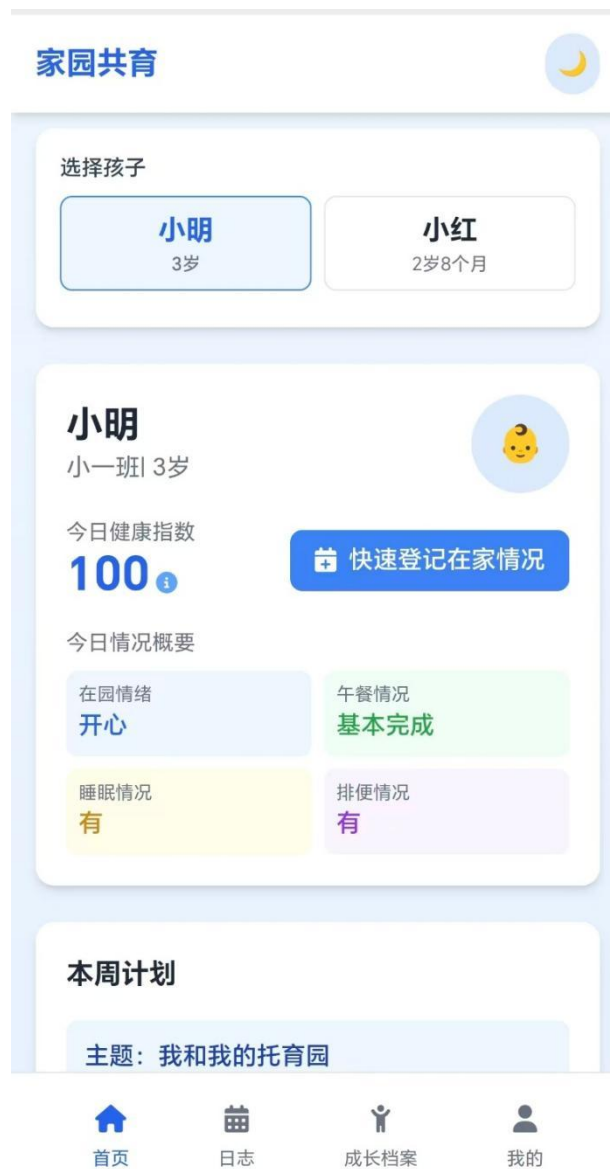 家园共育
选择孩子
小明
3岁
小红
2岁8个月
小明
小一班| 3岁
今日健康指数
100
快速登记在家情况
今日情况概要
在园情绪
开心
午餐情况
基本完成
睡眠情况
有
排便情况
有
本周计划
主题：我和我的托育园
首页
日志
成长档案
我的